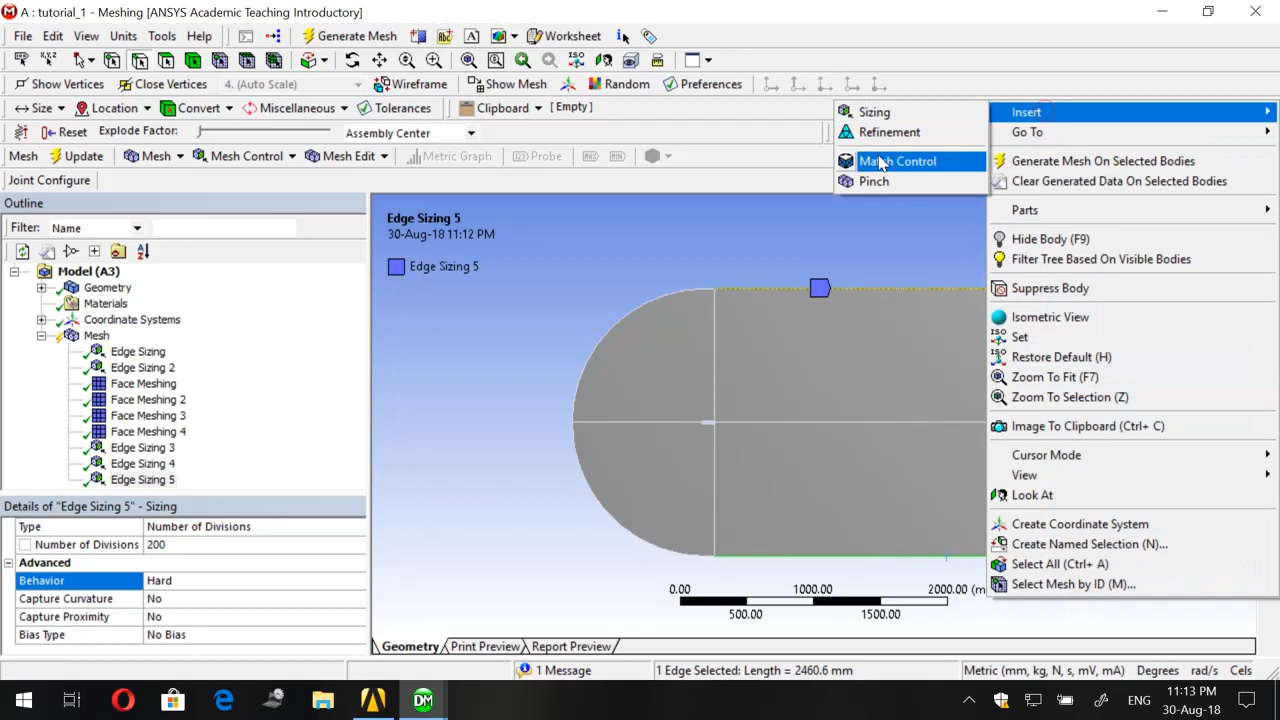 A : tutorial_1 - Meshing [ANSYS Academic Teaching Introductory]
File Edit View Units Tools Help Generate Mesh Worksheet
Show Vertices Close Vertices 4. (Auto Scale) Wireframe Show Mesh Random Preferences
Size Location Convert Miscellaneous Tolerances Clipboard [Empty]
Reset Explode Factor: Assembly Center
Mesh Update Mesh Mesh Control Mesh Edit Metric Graph Probe
Joint Configure
Outline
Filter: Name
Model (A3)
Geometry
Materials
Coordinate Systems
Mesh
Edge Sizing
Edge Sizing 2
Face Meshing
Face Meshing 2
Face Meshing 3
Face Meshing 4
Edge Sizing 3
Edge Sizing 4
Edge Sizing 5
Details of "Edge Sizing 5" - Sizing
Type Number of Divisions
Number of Divisions 200
Advanced
Behavior Hard
Capture Curvature No
Capture Proximity No
Bias Type No Bias
Edge Sizing 5
30-Aug-18 11:12 PM
Edge Sizing 5
0.00 1000.00 2000.00 (m
500.00 1500.00
Geometry Print Preview Report Preview
Sizing
Refinement
Match Control
Pinch
Insert
Go To
Generate Mesh On Selected Bodies
Clear Generated Data On Selected Bodies
Parts
Hide Body (F9)
Filter Tree Based On Visible Bodies
Suppress Body
Isometric View
ISO Set
Restore Default (H)
Zoom To Fit (F7)
Zoom To Selection (Z)
Image To Clipboard (Ctrl+ C)
Cursor Mode
View
Look At
Create Coordinate System
Create Named Selection (N)...
Select All (Ctrl+ A)
Select Mesh by ID (M)...
1 Message 1 Edge Selected: Length = 2460.6 mm Metric (mm, kg, N, s, mV, mA) Degrees rad/s Cels
DM ENG 11:13 PM
30-Aug-18